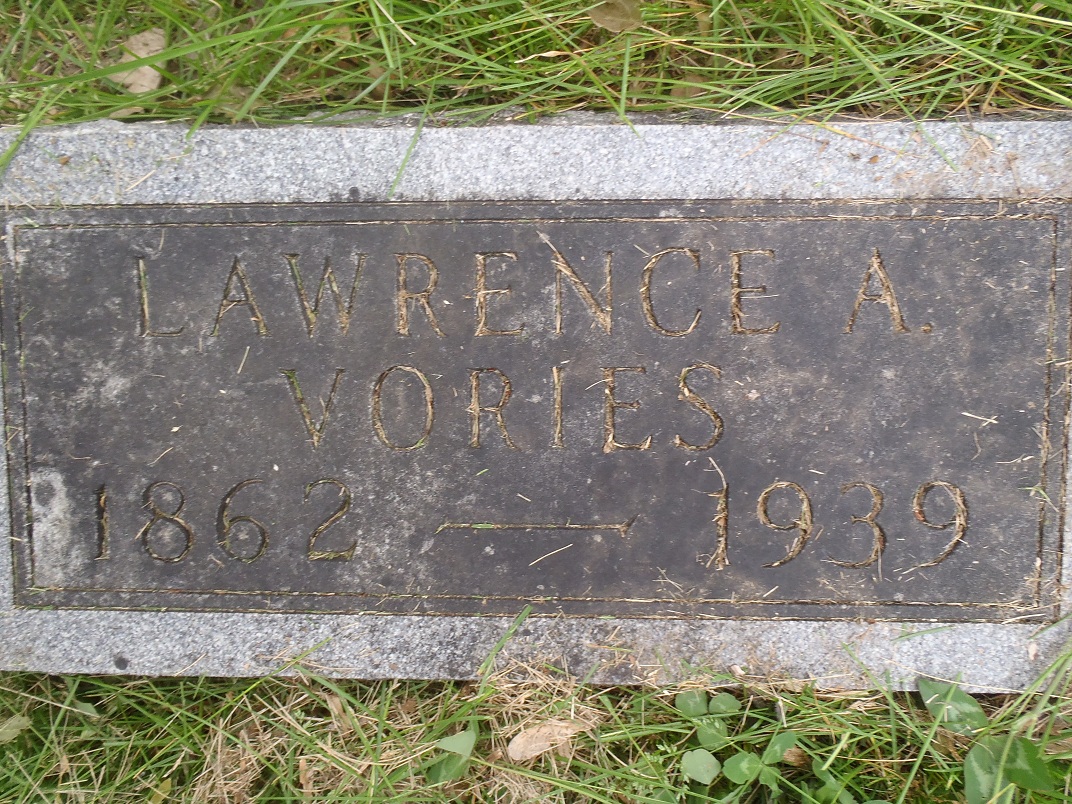 LAWRENCE A.
VORIES
1862 — 1939